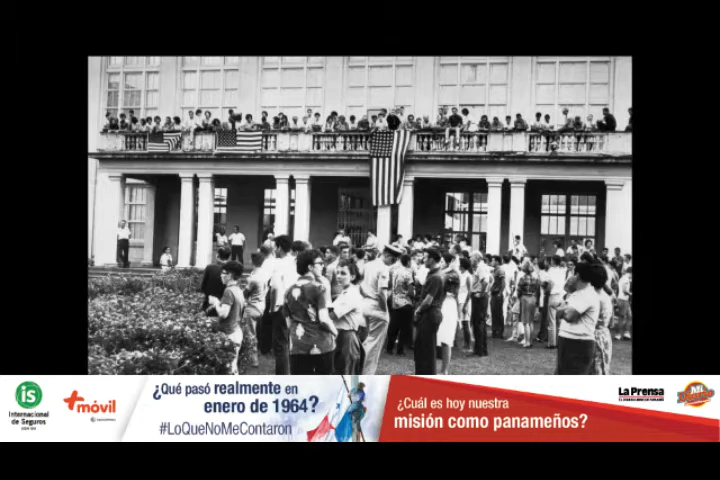 is
Internacional
de Seguros
+móvil
¿Qué pasó realmente en
enero de 1964?
#LoQueNoMeContaron
¿Cuál es hoy nuestra
misión como panameños?
La Prensa
Mi